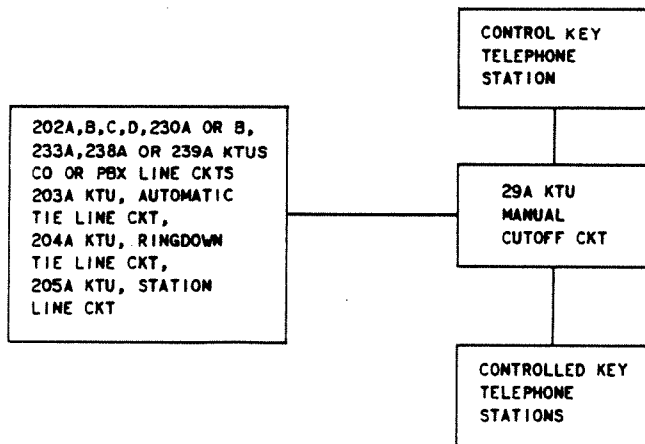 CONTROL KEY
TELEPHONE
STATION
202A,B,C,D,230A OR B,
233A,238A OR 239A KTUS
CO OR PBX LINE CKTS
203A KTU, AUTOMATIC
TIE LINE CKT,
204A KTU, RINGDOWN
TIE LINE CKT,
205A KTU, STATION
LINE CKT
29A KTU
MANUAL
CUTOFF CKT
CONTROLLED KEY
TELEPHONE
STATIONS